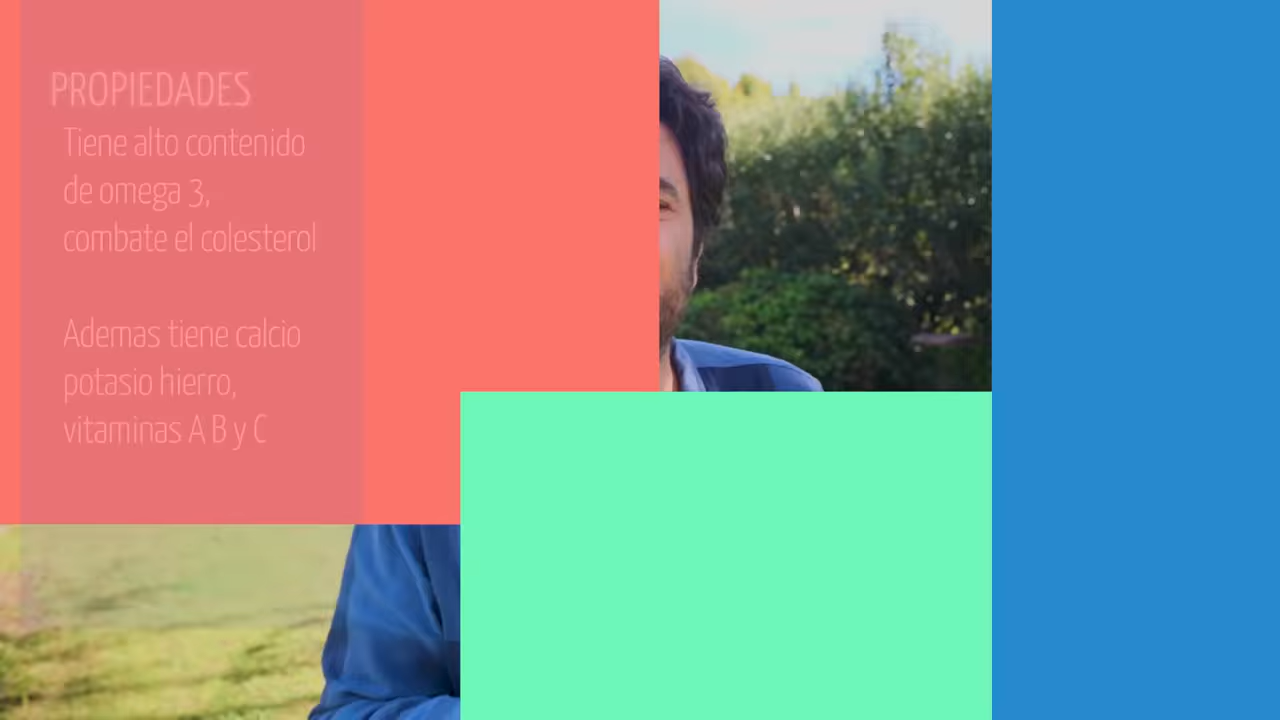 PROPIEDADES
Tiene alto contenido
de omega 3,
combate el colesterol
Ademas tiene calcio
potasio hierro,
vitaminas A B y C